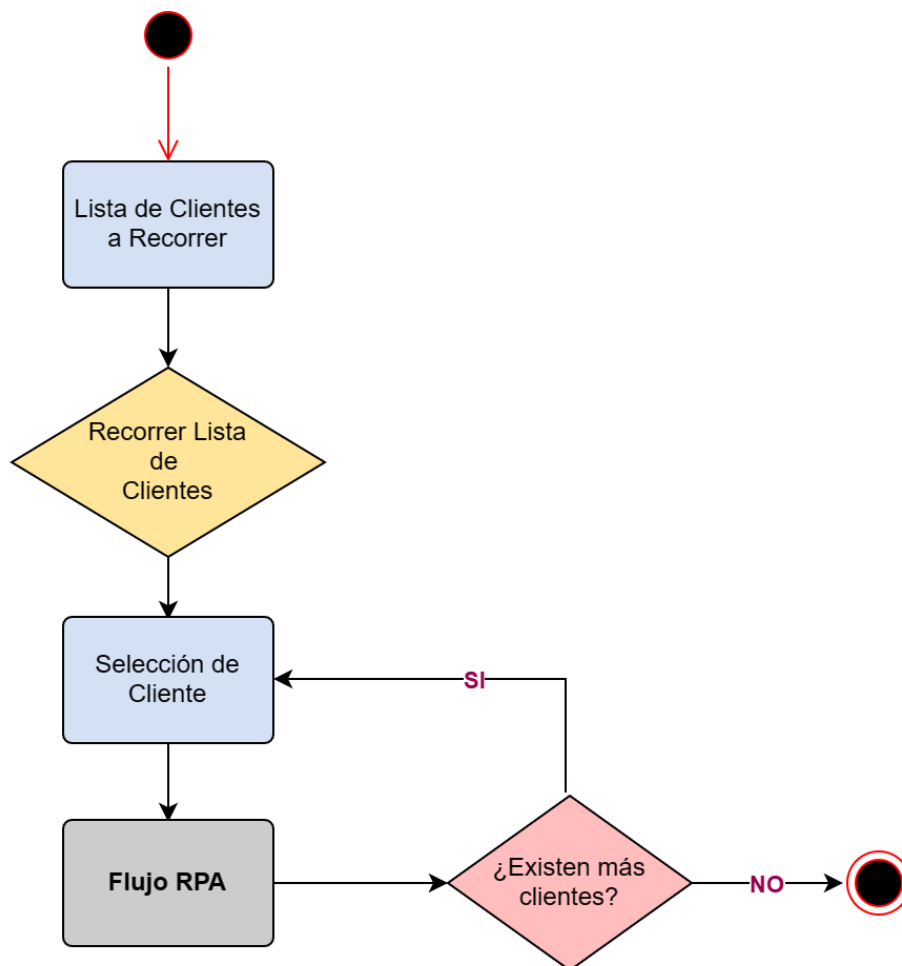 Lista de Clientes
a Recorrer
Recorrer Lista
de
Clientes
Selección de
Cliente
SI
Flujo RPA
¿Existen más
clientes?
NO